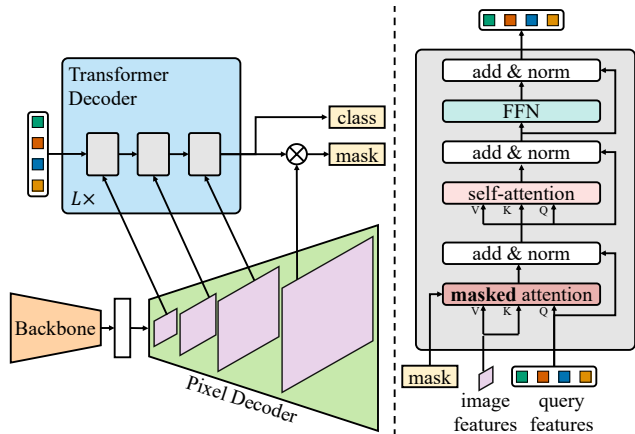 Transformer
Decoder
L×
class
mask
Backbone
Pixel Decoder
add & norm
FFN
add & norm
self-attention
V K Q
add & norm
masked attention
V K Q
mask
image
features
query
features